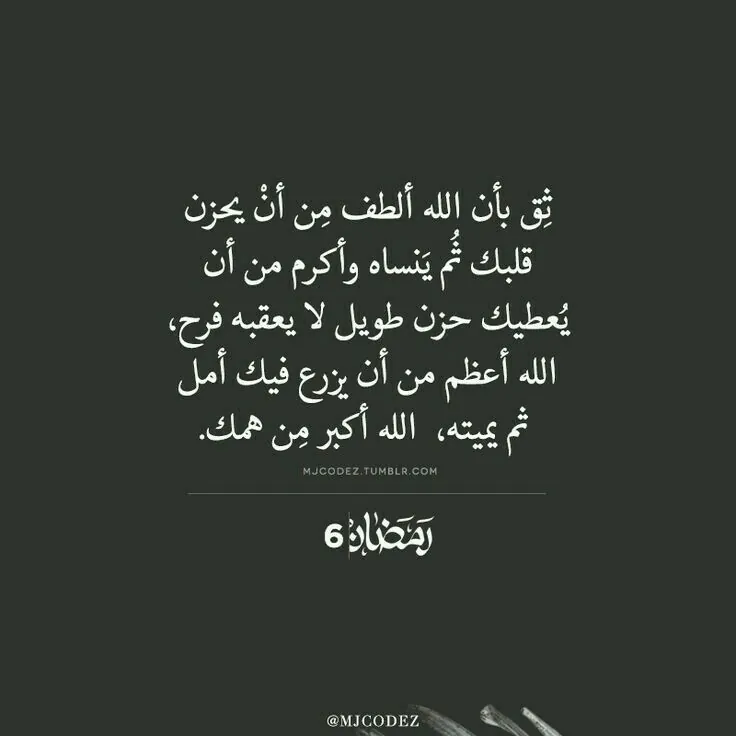 ثِق بأن الله ألطف مِن أنْ يحزن
قلبك ثُم يَنساه وأكرم من أن
يُعطيك حزن طويل لا يعقبه فرح،
الله أعظم من أن يزرع فيك أمل
ثم يميته، الله أكبر مِن همك.
MJCODEZ.TUMBLR.COM
رَمَضَان 6
@MJCODEZ